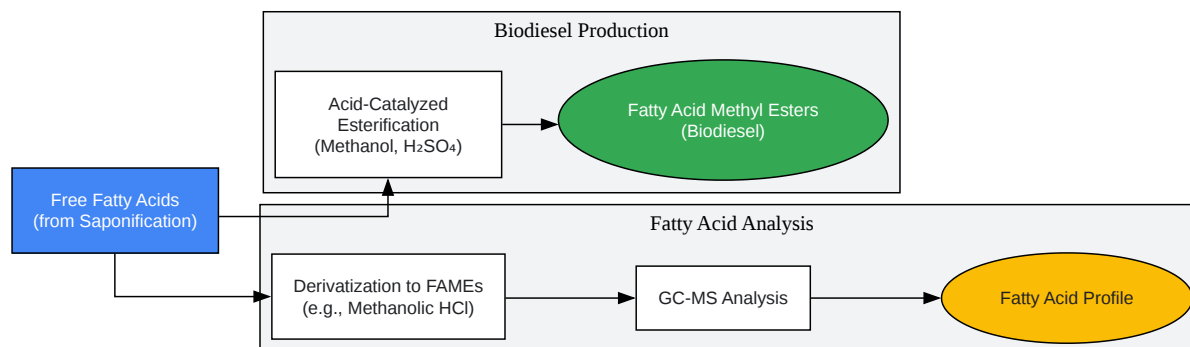 Biodiesel Production
Acid-Catalyzed
Esterification
(Methanol, H₂SO₄)
Fatty Acid Methyl Esters
(Biodiesel)
Free Fatty Acids
(from Saponification)
Fatty Acid Analysis
Derivatization to FAMEs
(e.g., Methanolic HCl)
GC-MS Analysis
Fatty Acid Profile